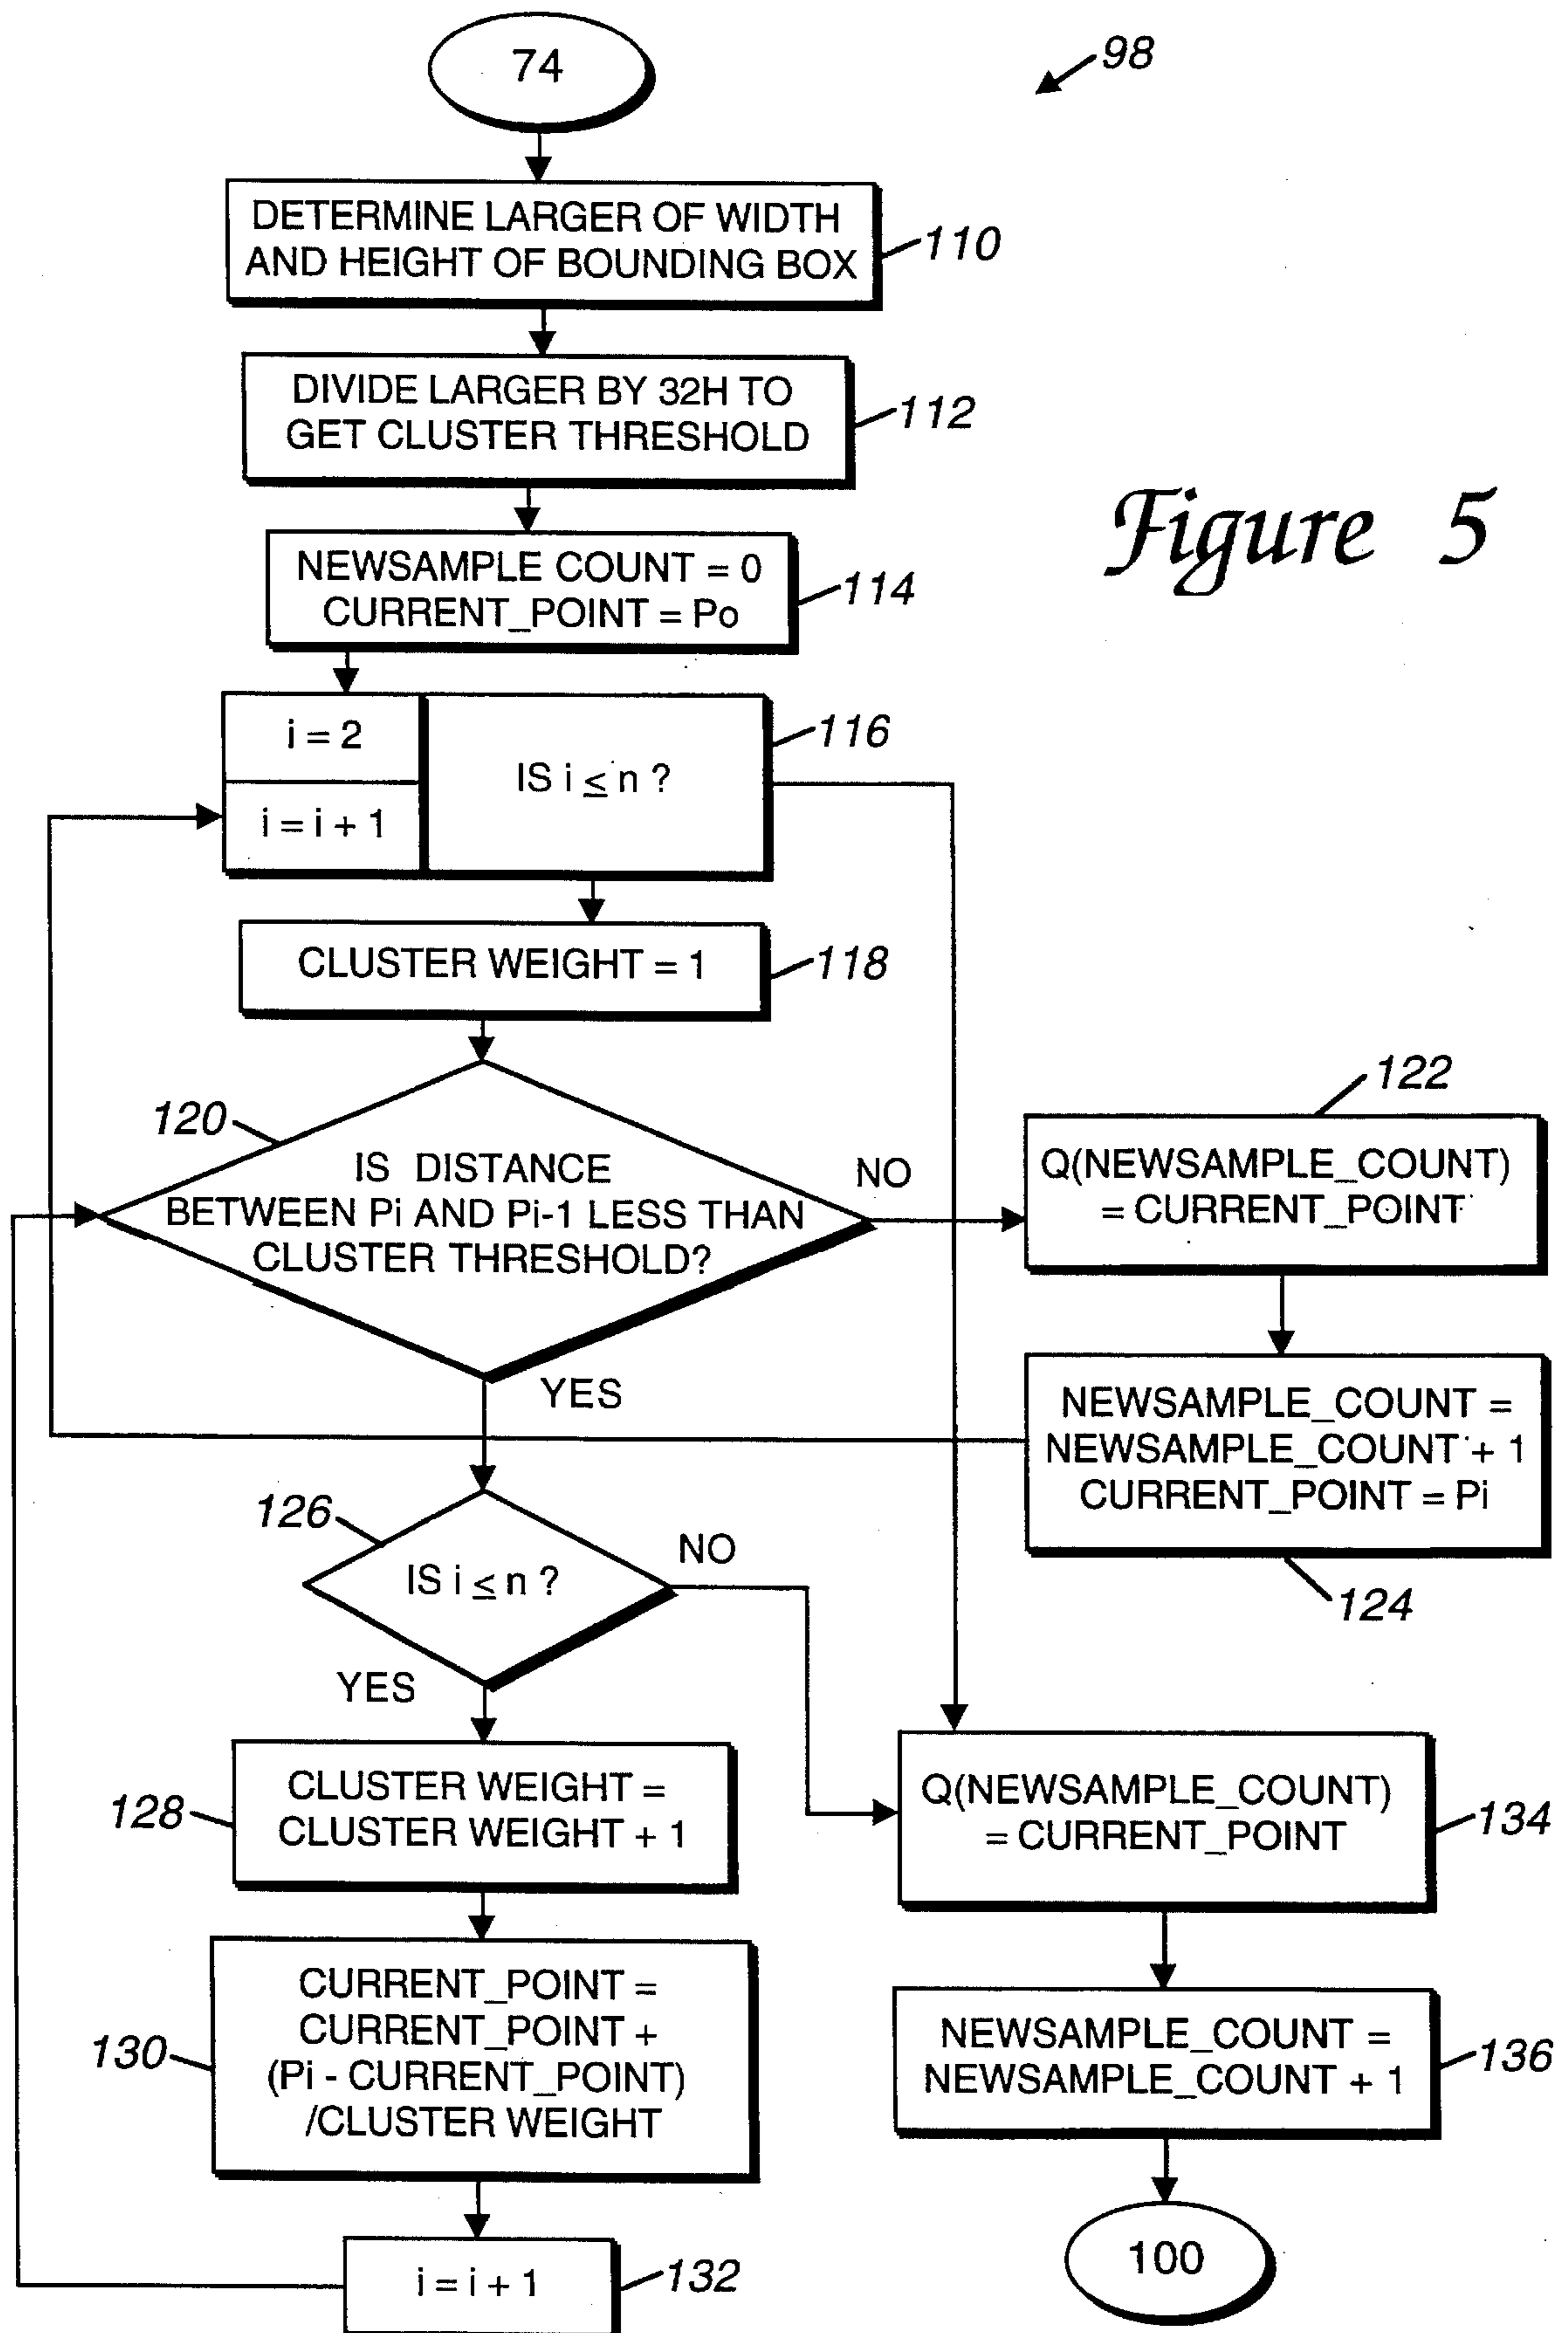 74
98
DETERMINE LARGER OF WIDTH
AND HEIGHT OF BOUNDING BOX
110
DIVIDE LARGER BY 32H TO
GET CLUSTER THRESHOLD
112
Figure 5
NEWSAMPLE COUNT = 0
CURRENT_POINT = Po
114
i = 2
i = i + 1
IS i ≤ n ?
116
CLUSTER WEIGHT = 1
118
120
IS DISTANCE
BETWEEN Pi AND Pi-1 LESS THAN
CLUSTER THRESHOLD?
NO
YES
122
Q(NEWSAMPLE_COUNT)
= CURRENT_POINT
NEWSAMPLE_COUNT =
NEWSAMPLE_COUNT + 1
CURRENT_POINT = Pi
124
126
IS i ≤ n ?
NO
YES
CLUSTER WEIGHT =
CLUSTER WEIGHT + 1
128
Q(NEWSAMPLE_COUNT)
= CURRENT_POINT
134
CURRENT_POINT =
CURRENT_POINT +
(Pi - CURRENT_POINT)
/CLUSTER WEIGHT
130
NEWSAMPLE_COUNT =
NEWSAMPLE_COUNT + 1
136
i = i + 1
132
100